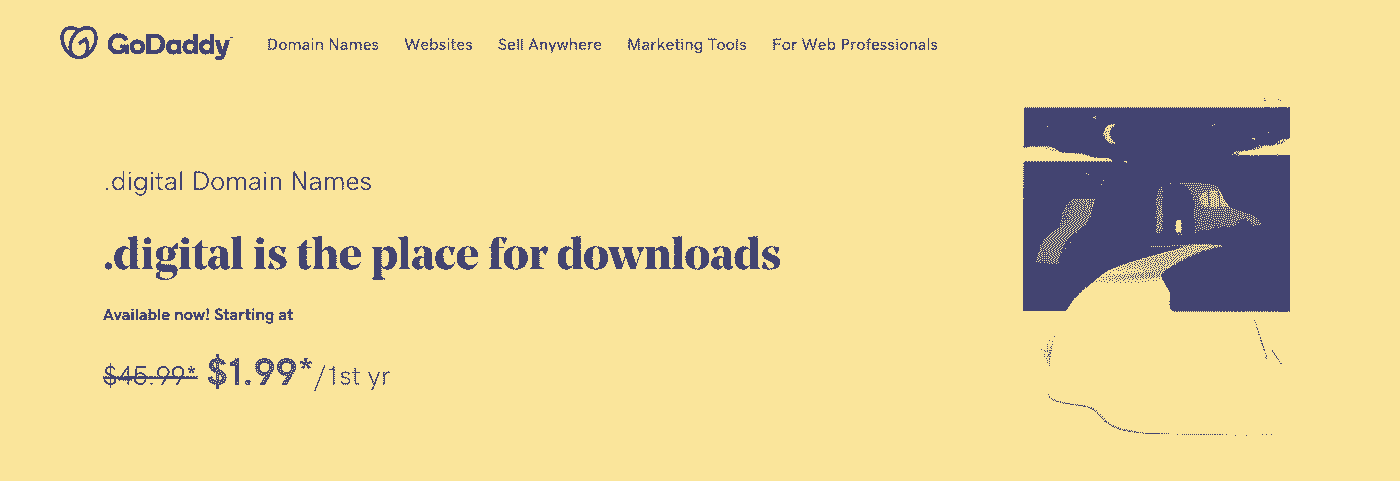 GoDaddy Domain Names Websites Sell Anywhere Marketing Tools For Web Professionals
.digital Domain Names
.digital is the place for downloads
Available now! Starting at
$45.99* $1.99*/1st yr